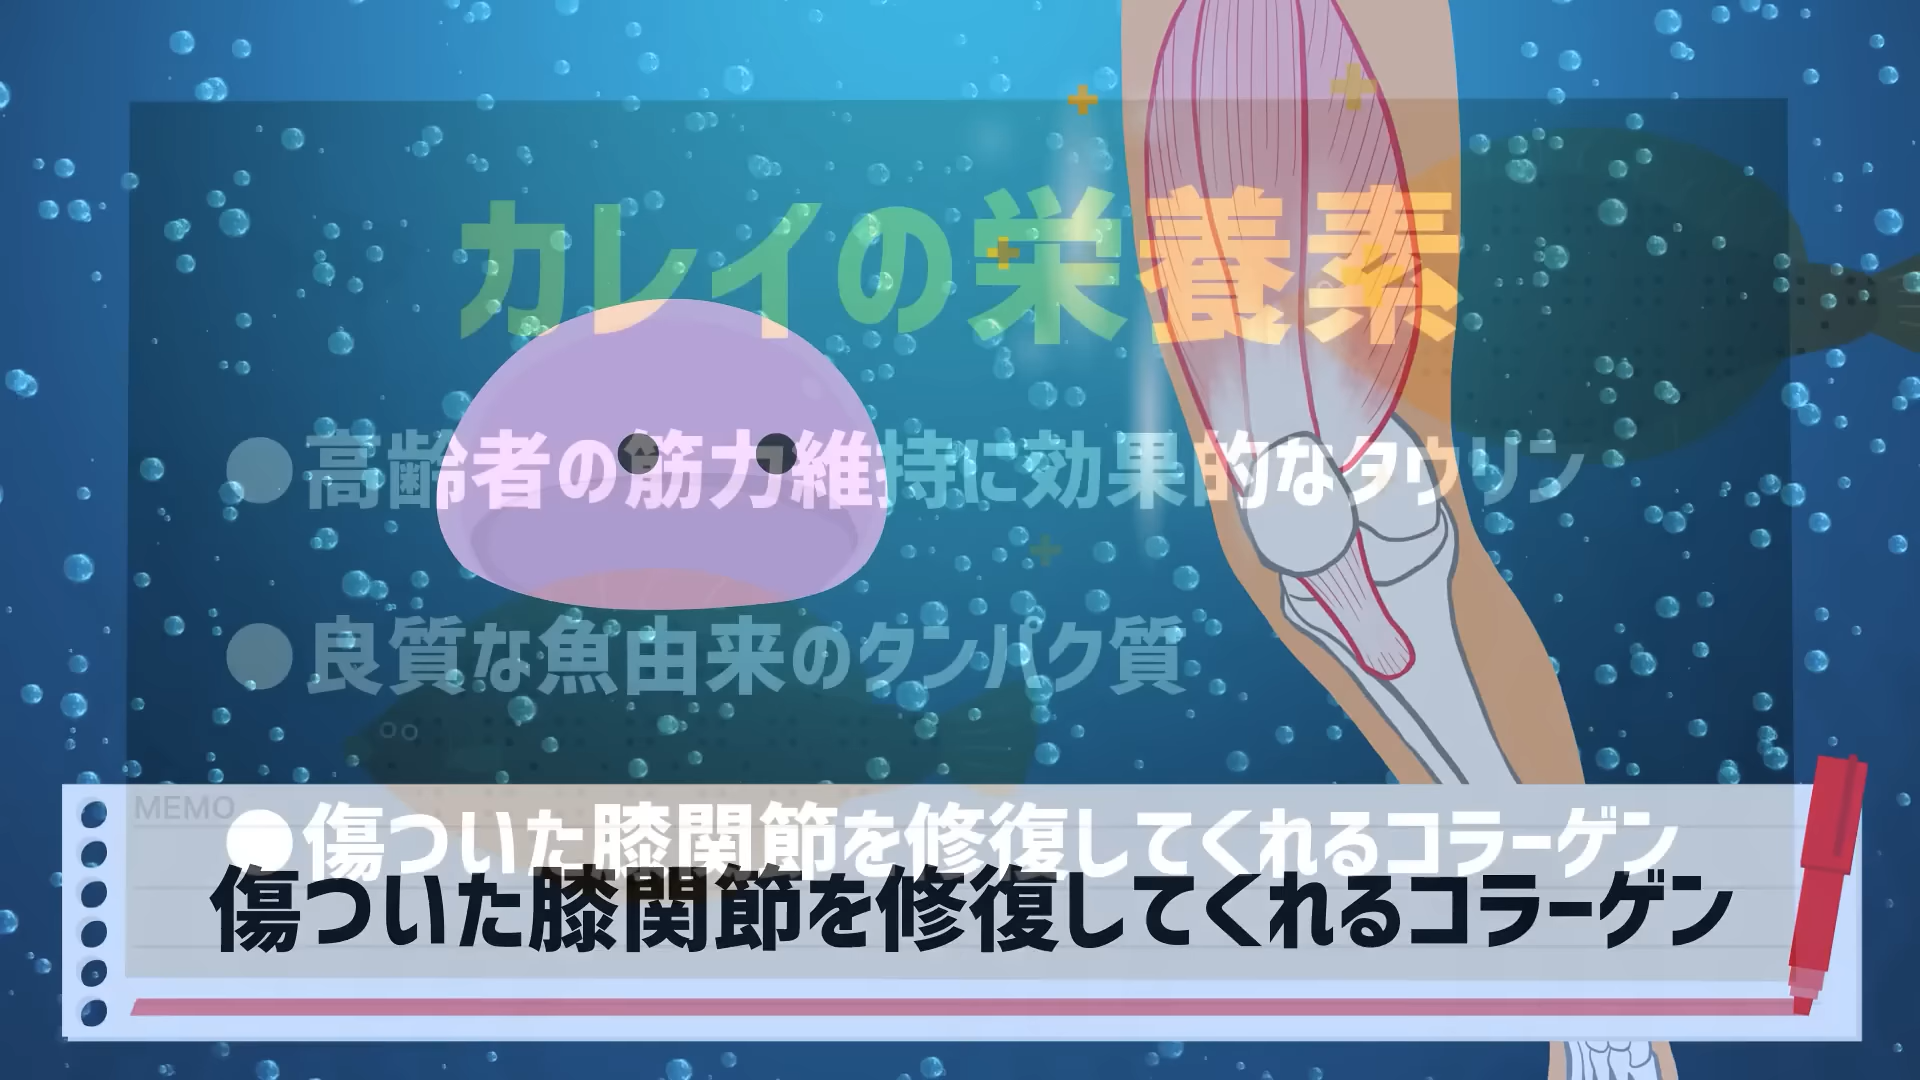 カレイの栄養素
●高齢者の筋力維持に効果的なタウリン
●良質な魚由来のタンパク質
MEMO
●傷ついた膝関節を修復してくれるコラーゲン
傷ついた膝関節を修復してくれるコラーゲン